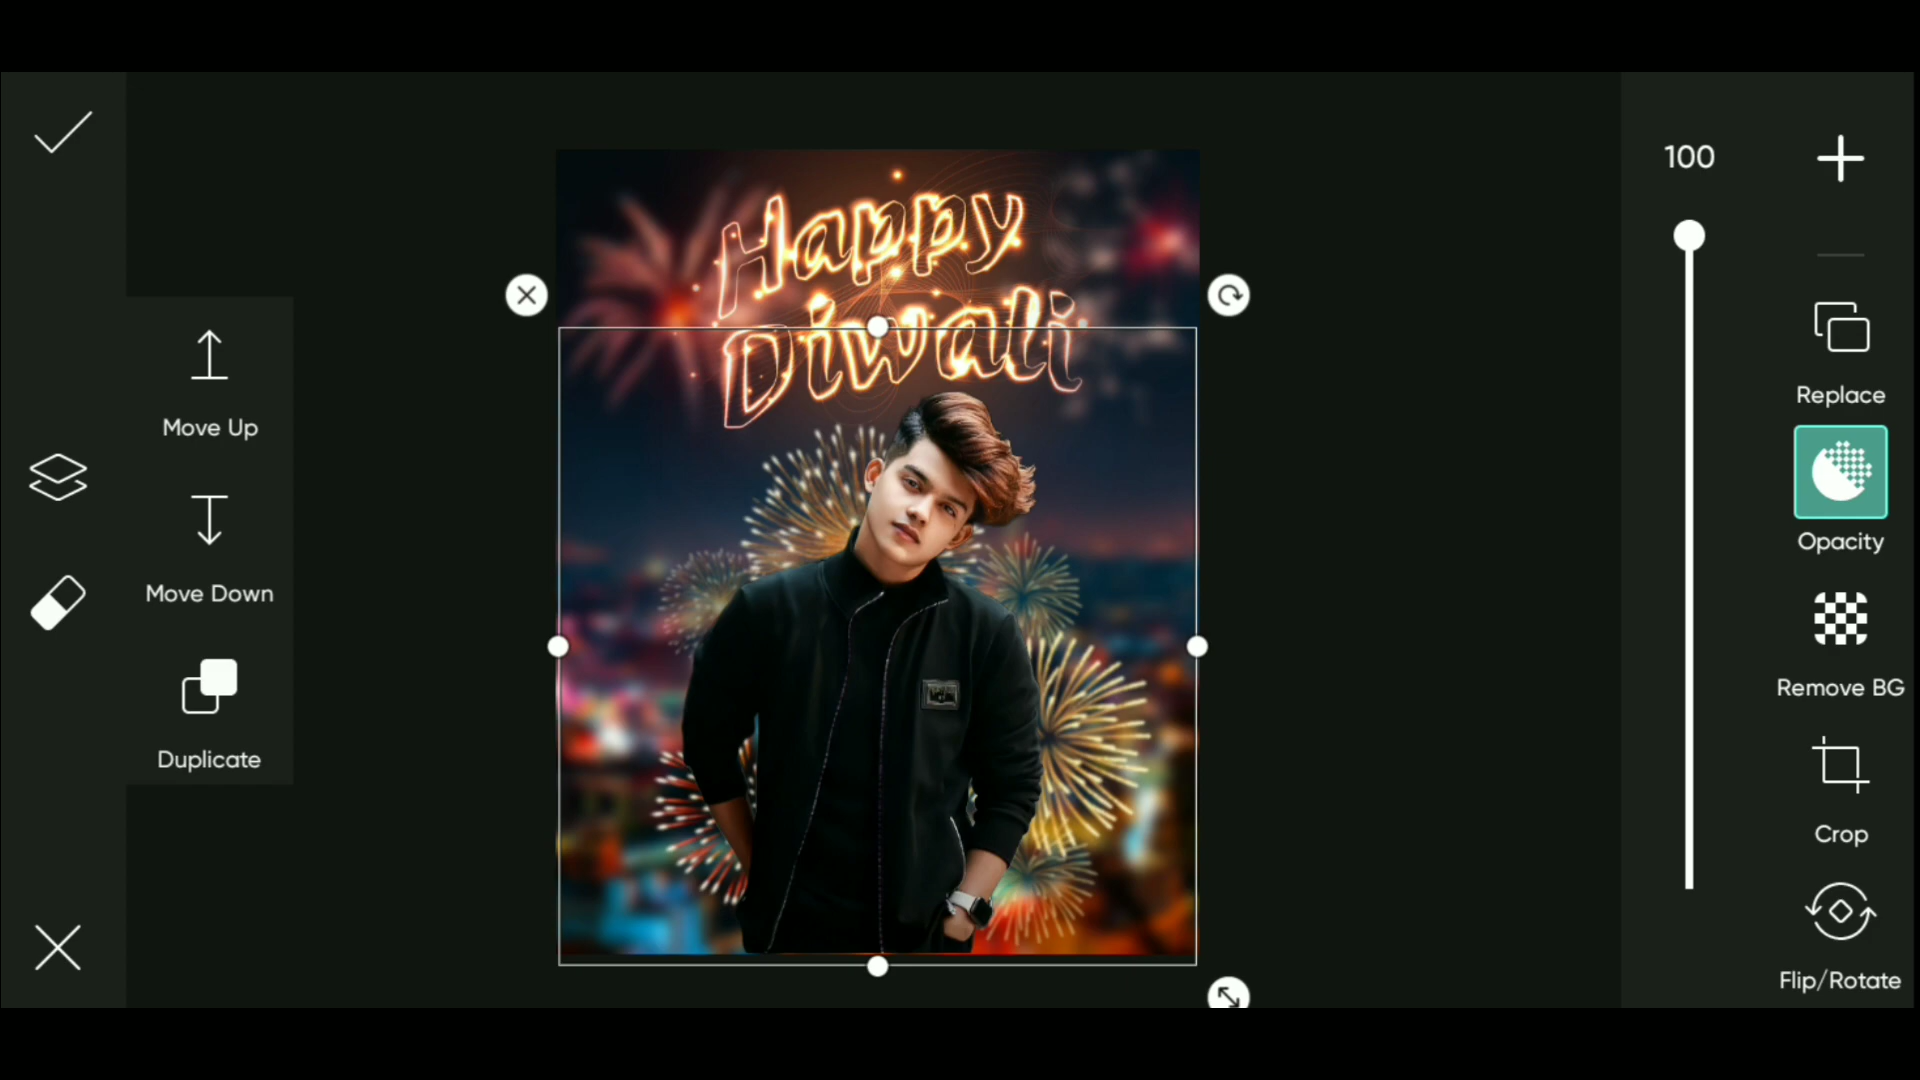 Happy
Diwali
Move Up
Move Down
Duplicate
100
Replace
Opacity
Remove BG
Crop
Flip/Rotate